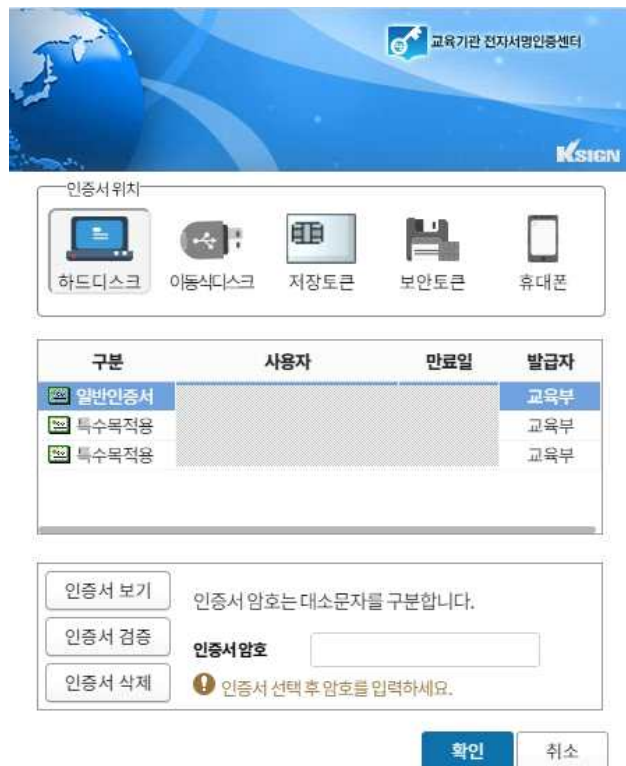 교육기관 전자서명인증센터
KSIGN
인증서위치
하드디스크 이동식디스크 저장토큰 보안토큰 휴대폰
구분 사용자 만료일 발급자
일반인증서 교육부
특수목적용 교육부
특수목적용 교육부
인증서 보기
인증서 암호는 대소문자를 구분합니다.
인증서 검증
인증서암호
인증서 삭제
인증서 선택 후 암호를 입력하세요.
확인 취소